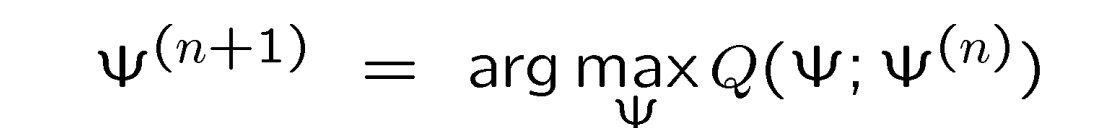 Ψ^(n+1) = arg max_Ψ Q(Ψ; Ψ^(n))